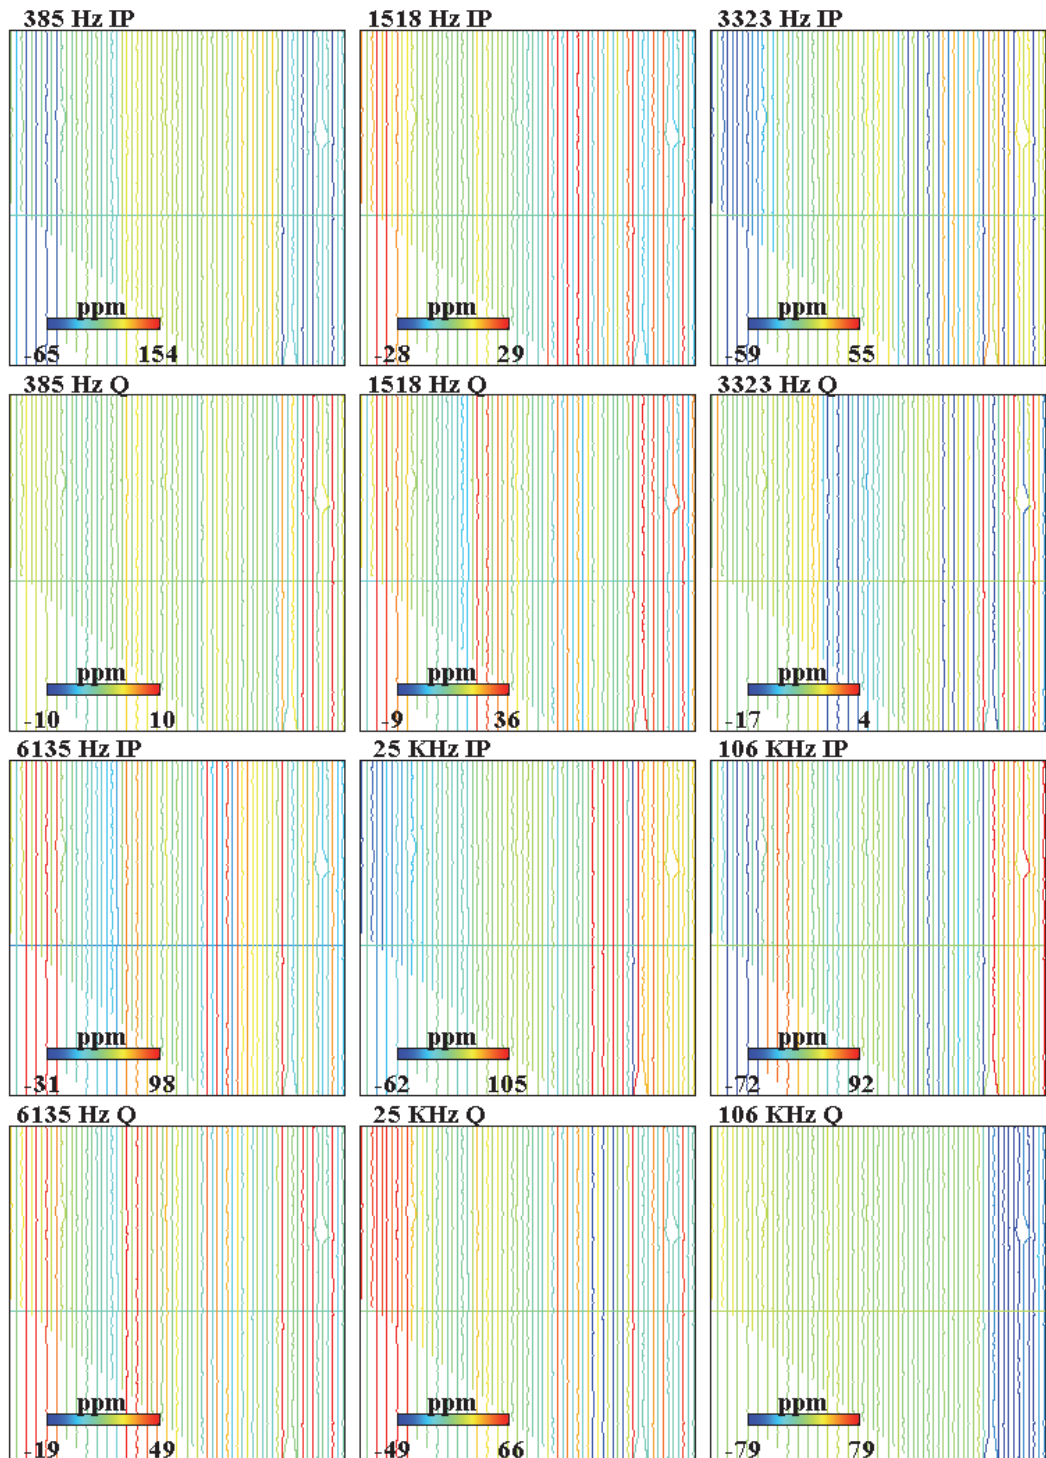 385 Hz IP 1518 Hz IP 3323 Hz IP
ppm ppm ppm
-65 154 -28 29 -59 55
385 Hz Q 1518 Hz Q 3323 Hz Q
ppm ppm ppm
-10 10 -9 36 -17 4
6135 Hz IP 25 KHz IP 106 KHz IP
ppm ppm ppm
-31 98 -62 105 -72 92
6135 Hz Q 25 KHz Q 106 KHz Q
ppm ppm ppm
-19 49 -49 66 -79 79